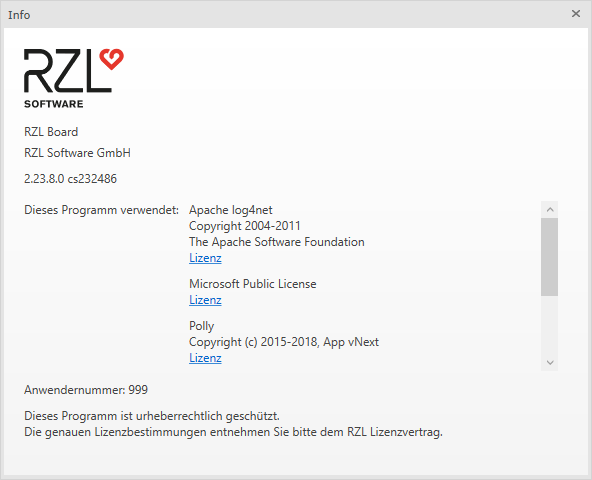 Info
RZL
SOFTWARE
RZL Board
RZL Software GmbH
2.23.8.0 cs232486
Dieses Programm verwendet:
Apache log4net
Copyright 2004-2011
The Apache Software Foundation
Lizenz
Microsoft Public License
Lizenz
Polly
Copyright (c) 2015-2018, App vNext
Lizenz
Anwendernummer: 999
Dieses Programm ist urheberrechtlich geschützt.
Die genauen Lizenzbestimmungen entnehmen Sie bitte dem RZL Lizenzvertrag.